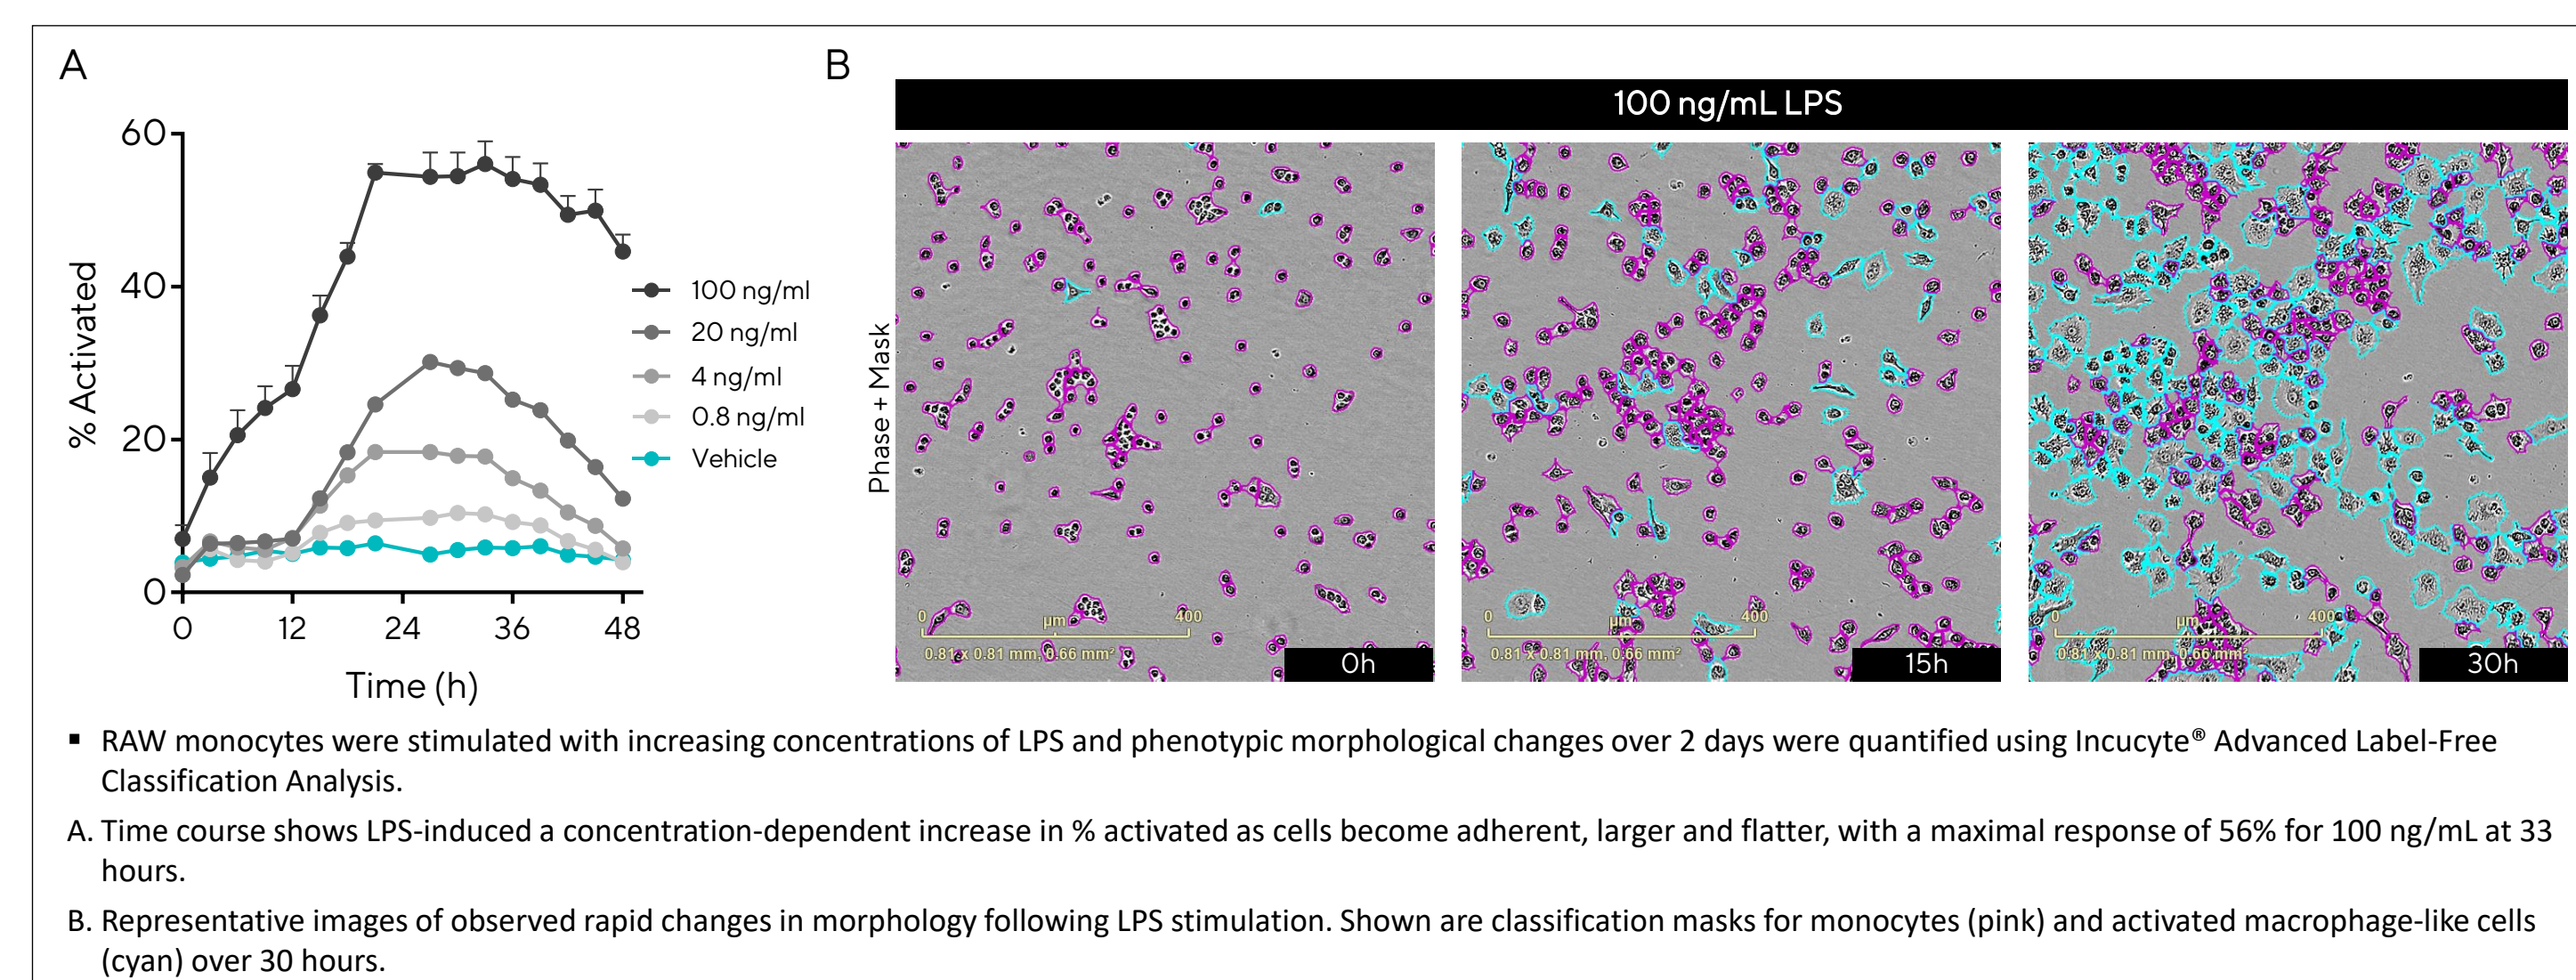 A
B
100 ng/mL LPS
60
40
20
0
% Activated
0 12 24 36 48
Time (h)
100 ng/ml
20 ng/ml
4 ng/ml
0.8 ng/ml
Vehicle
Phase + Mask
0 µm 400
0.81 x 0.81 mm, 0.66 mm²
0h
0 µm 400
0.81 x 0.81 mm, 0.66 mm²
15h
0 µm 400
0.81 x 0.81 mm, 0.66 mm²
30h
▪ RAW monocytes were stimulated with increasing concentrations of LPS and phenotypic morphological changes over 2 days were quantified using Incucyte® Advanced Label-Free
Classification Analysis.
A. Time course shows LPS-induced a concentration-dependent increase in % activated as cells become adherent, larger and flatter, with a maximal response of 56% for 100 ng/mL at 33
hours.
B. Representative images of observed rapid changes in morphology following LPS stimulation. Shown are classification masks for monocytes (pink) and activated macrophage-like cells
(cyan) over 30 hours.